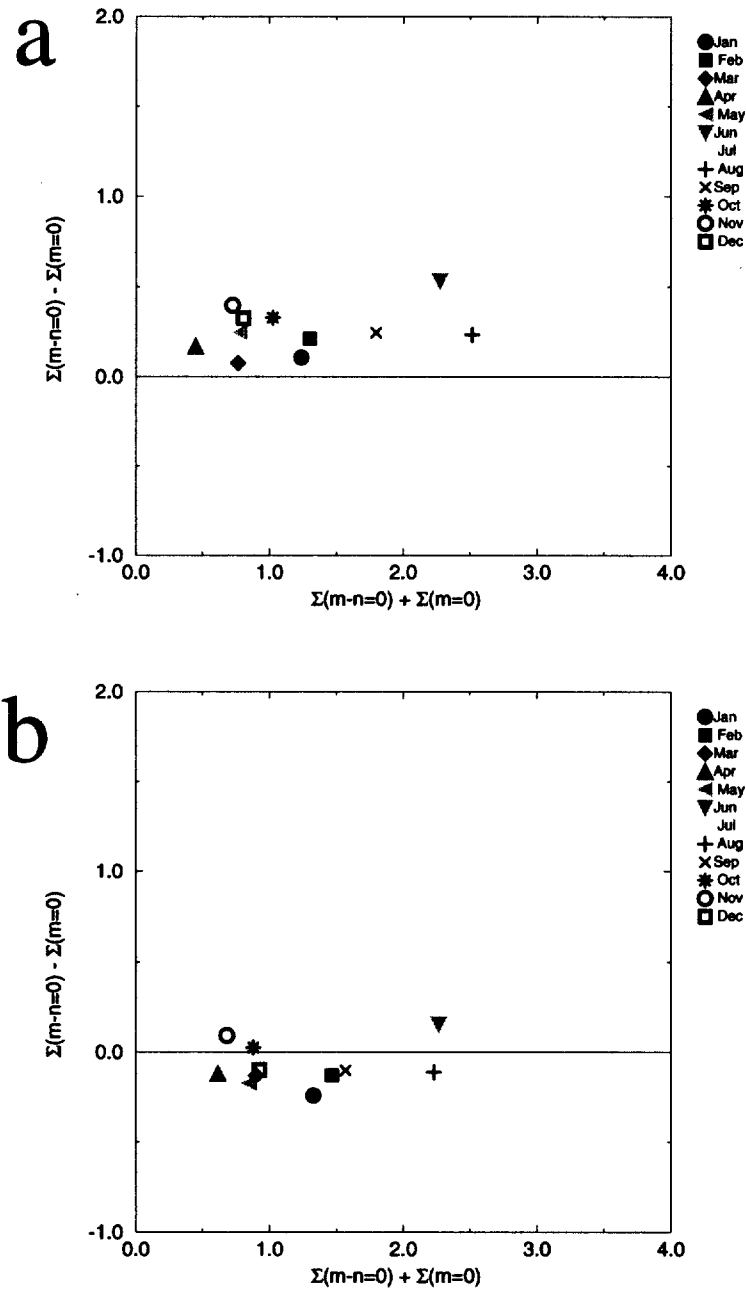 a
2.0
1.0
0.0
-1.0
Σ(m-n=0) - Σ(m=0)
0.0 1.0 2.0 3.0 4.0
Σ(m-n=0) + Σ(m=0)
Jan
Feb
Mar
Apr
May
Jun
Jul
Aug
Sep
Oct
Nov
Dec
b
2.0
1.0
0.0
-1.0
Σ(m-n=0) - Σ(m=0)
0.0 1.0 2.0 3.0 4.0
Σ(m-n=0) + Σ(m=0)
Jan
Feb
Mar
Apr
May
Jun
Jul
Aug
Sep
Oct
Nov
Dec